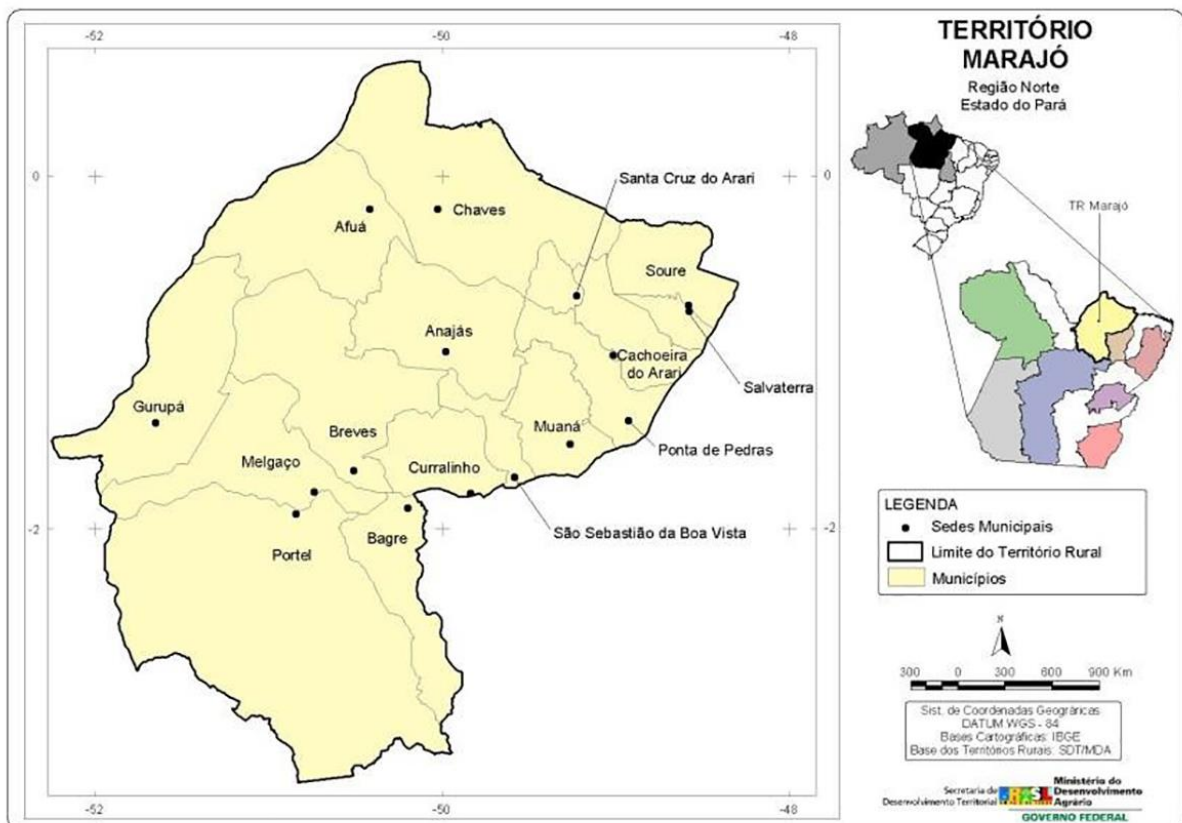 -52
-50
-48
0
0
-2
-2
-52
-50
-48
Santa Cruz do Arari
Chaves
Afuá
Soure
Anajás
Cachoeira
do Arari
Salvaterra
Gurupá
Breves
Muaná
Ponta de Pedras
Melgaço
Curralinho
São Sebastião da Boa Vista
Bagre
Portel
TERRITÓRIO
MARAJÓ
Região Norte
Estado do Pará
TR Marajó
LEGENDA
Sedes Municipais
Limite do Território Rural
Municípios
N
300 0 300 600 900 Km
Sist. de Coordenadas Geográficas
DATUM WGS - 84
Bases Cartográficas: IBGE
Base dos Territórios Rurais: SDT/MDA
Secretaria de
Desenvolvimento Territorial
BRASIL
Ministério do
Desenvolvimento
Agrário
GOVERNO FEDERAL